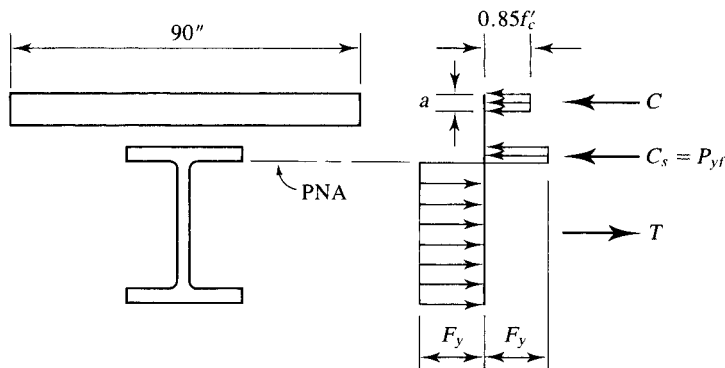 90"
0.85f′c
a
C
Cs = Pyf
PNA
T
Fy
Fy